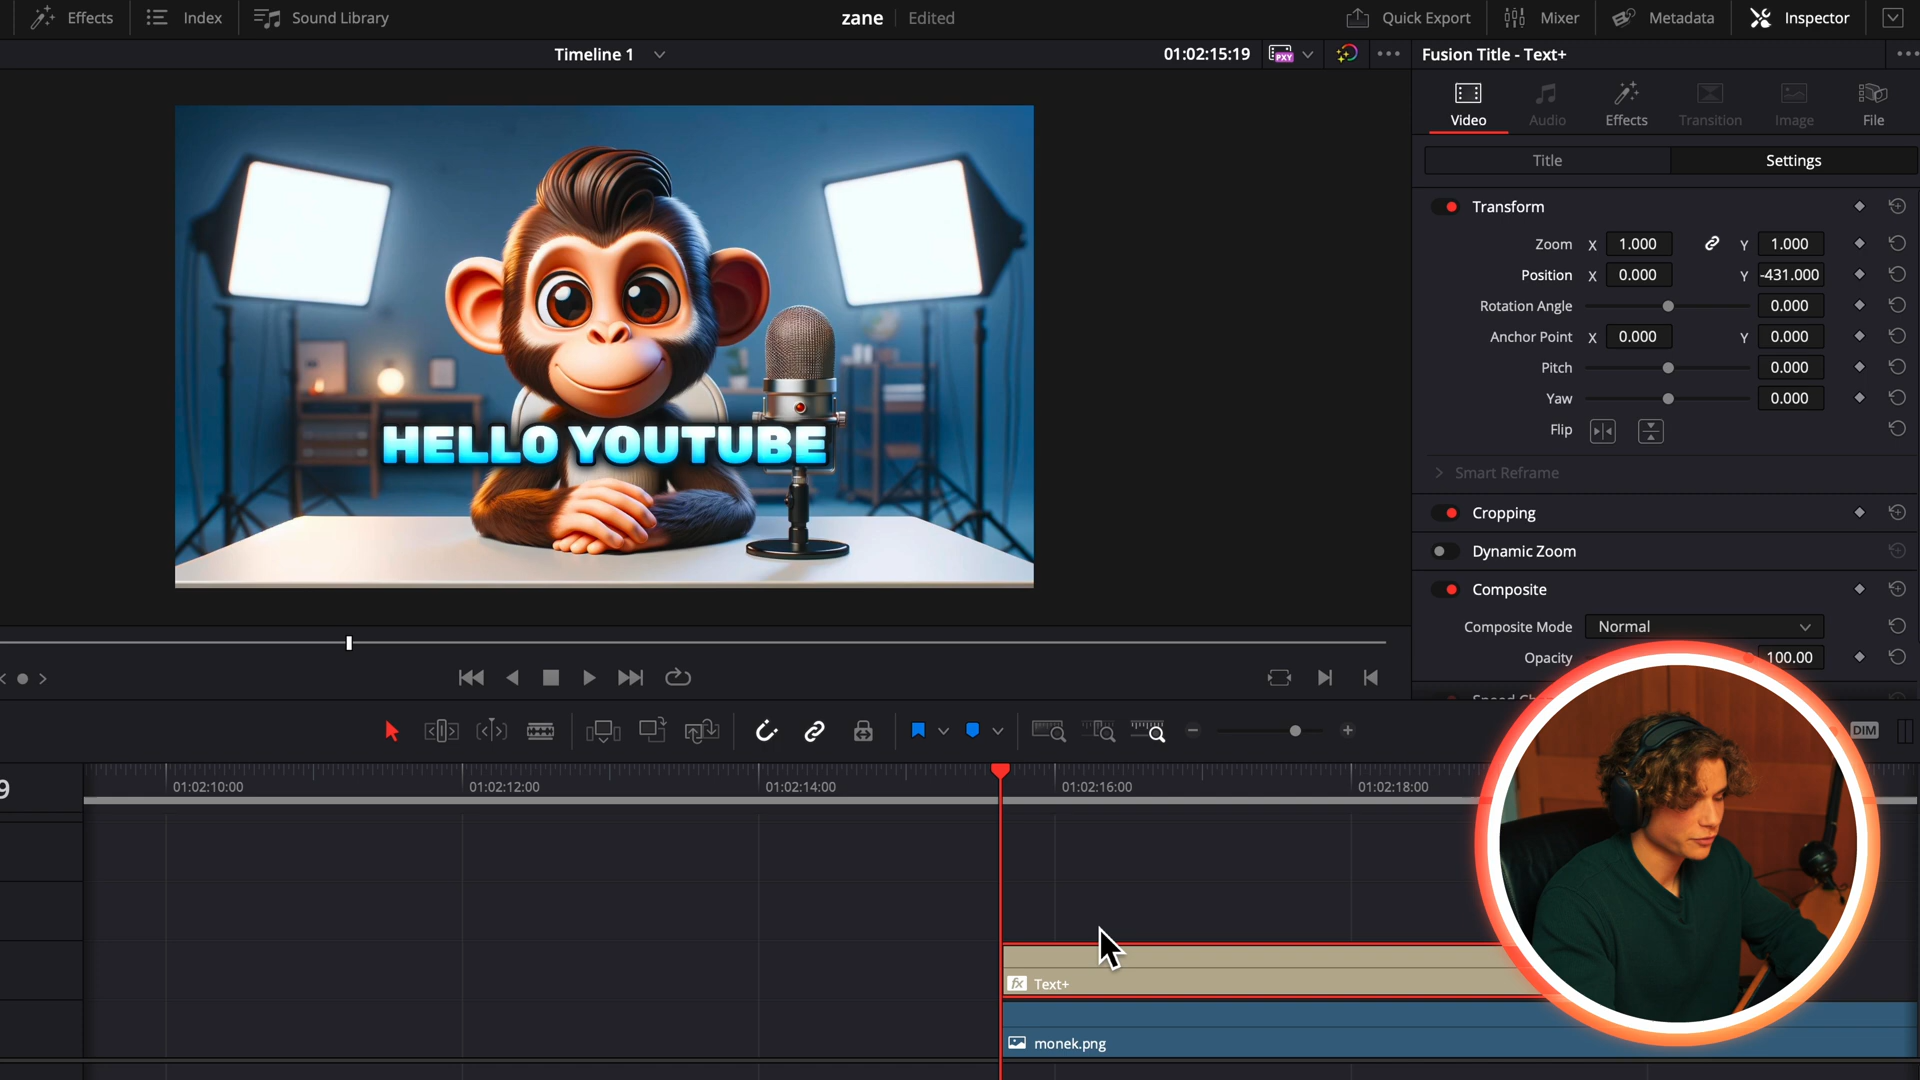 Effects
Index
Sound Library
zane
Edited
Quick Export
Mixer
Metadata
Inspector
Timeline 1
01:02:15:19
PXY
Fusion Title - Text+
Video
Audio
Effects
Transition
Image
File
Title
Settings
Transform
Zoom X 1.000 Y 1.000
Position X 0.000 Y -431.000
Rotation Angle 0.000
Anchor Point X 0.000 Y 0.000
Pitch 0.000
Yaw 0.000
Flip
Smart Reframe
Cropping
Dynamic Zoom
Composite
Composite Mode Normal
Opacity 100.00
HELLO YOUTUBE
DIM
9
01:02:10:00
01:02:12:00
01:02:14:00
01:02:16:00
01:02:18:00
fx Text+
monek.png